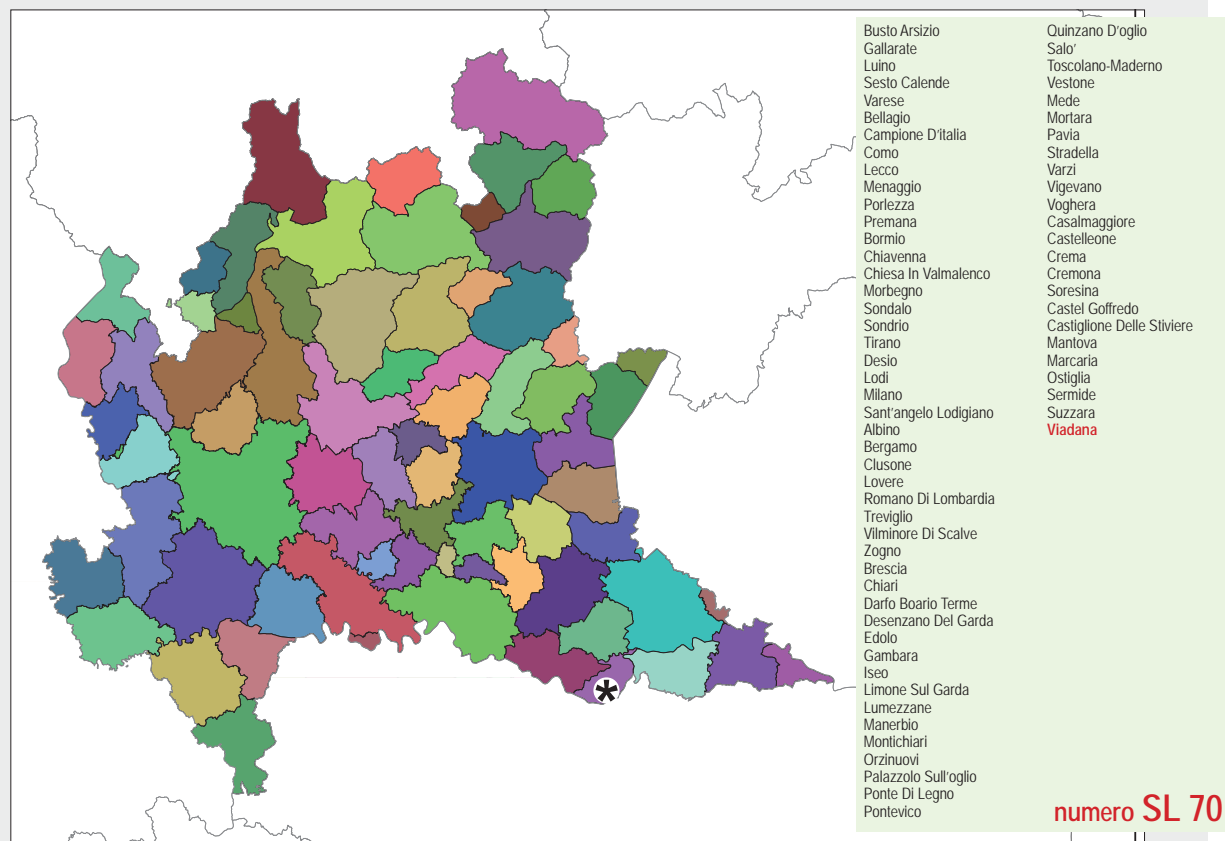 Busto Arsizio
Gallarate
Luino
Sesto Calende
Varese
Bellagio
Campione D'italia
Como
Lecco
Menaggio
Porlezza
Premana
Bormio
Chiavenna
Chiesa In Valmalenco
Morbegno
Sondalo
Sondrio
Tirano
Desio
Lodi
Milano
Sant'angelo Lodigiano
Albino
Bergamo
Clusone
Lovere
Romano Di Lombardia
Treviglio
Vilminore Di Scalve
Zogno
Brescia
Chiari
Darfo Boario Terme
Desenzano Del Garda
Edolo
Gambara
Iseo
Limone Sul Garda
Lumezzane
Manerbio
Montichiari
Orzinuovi
Palazzolo Sull'oglio
Ponte Di Legno
Pontevico
Quinzano D'oglio
Salo'
Toscolano-Maderno
Vestone
Mede
Mortara
Pavia
Stradella
Varzi
Vigevano
Voghera
Casalmaggiore
Castelleone
Crema
Cremona
Soresina
Castel Goffredo
Castiglione Delle Stiviere
Mantova
Marcaria
Ostiglia
Sermide
Suzzara
Viadana
numero SL 70
*